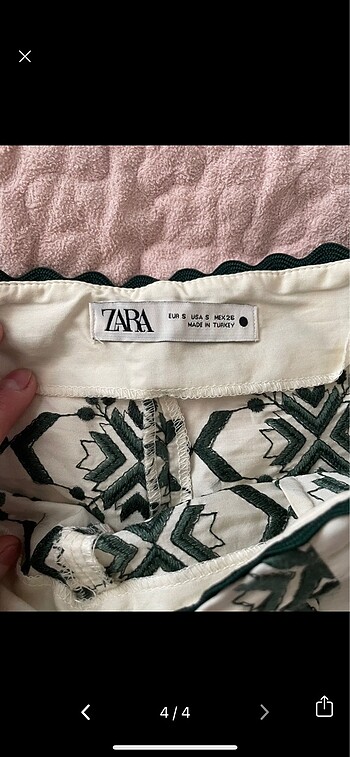 ZARA
EUR S USA S MEX 26
MADE IN TURKEY
4/4